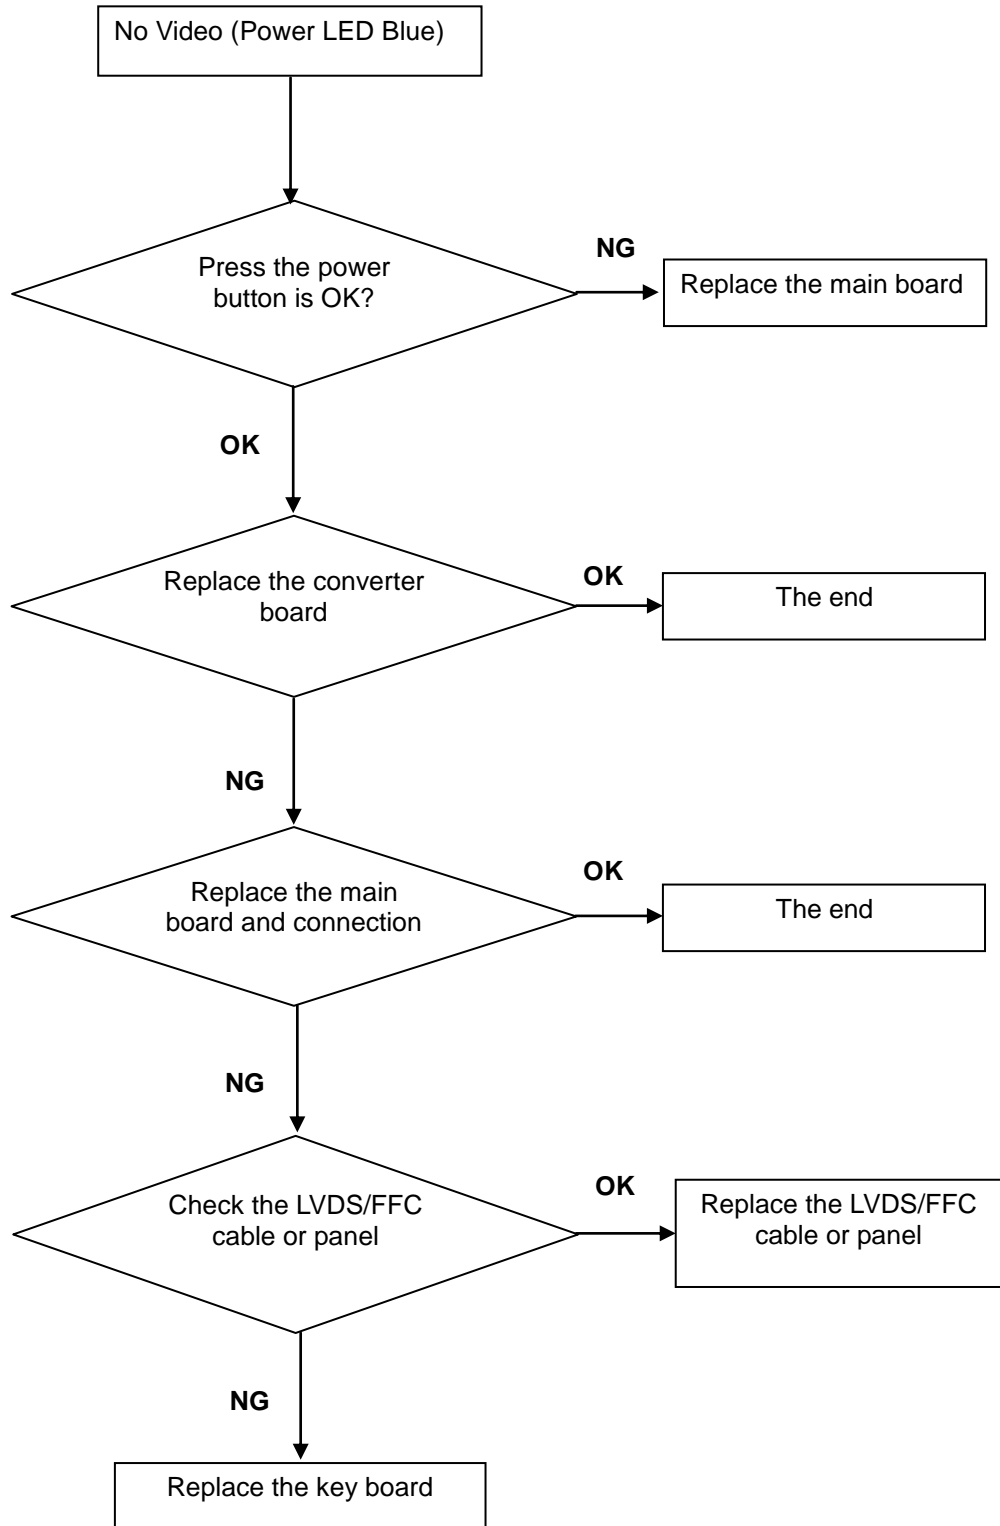 No Video (Power LED Blue)
Press the power
button is OK?
NG
Replace the main board
OK
Replace the converter
board
OK
The end
NG
Replace the main
board and connection
OK
The end
NG
Check the LVDS/FFC
cable or panel
OK
Replace the LVDS/FFC
cable or panel
NG
Replace the key board